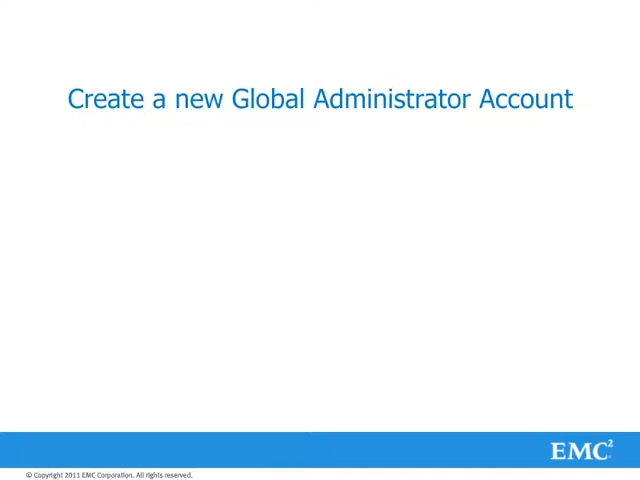 Create a new Global Administrator Account
EMC²
© Copyright 2011 EMC Corporation. All rights reserved.